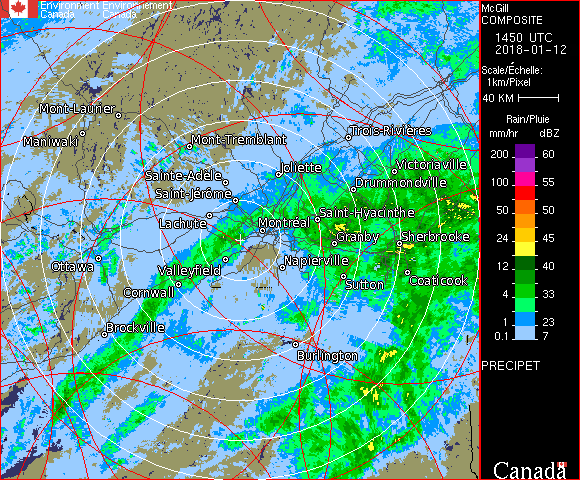 Environment Environnement
Canada Canada
McGill
COMPOSITE
1450 UTC
2018-01-12
Scale/Échelle:
1km/Pixel
40 KM
Rain/Pluie
mm/hr dBZ
200 60
100 55
50 50
24 45
12 40
4 33
1 23
0.1 7
PRECIPET
Canada
Mont-Laurier
Maniwaki
Mont-Tremblant
Trois-Rivières
Sainte-Adèle
Joliette
Victoriaville
Saint-Jérôme
Drummondville
Lachute
Montréal
Saint-Hyacinthe
Granby
Sherbrooke
Ottawa
Valleyfield
Napierville
Cornwall
Sutton
Coaticook
Brockville
Burlington